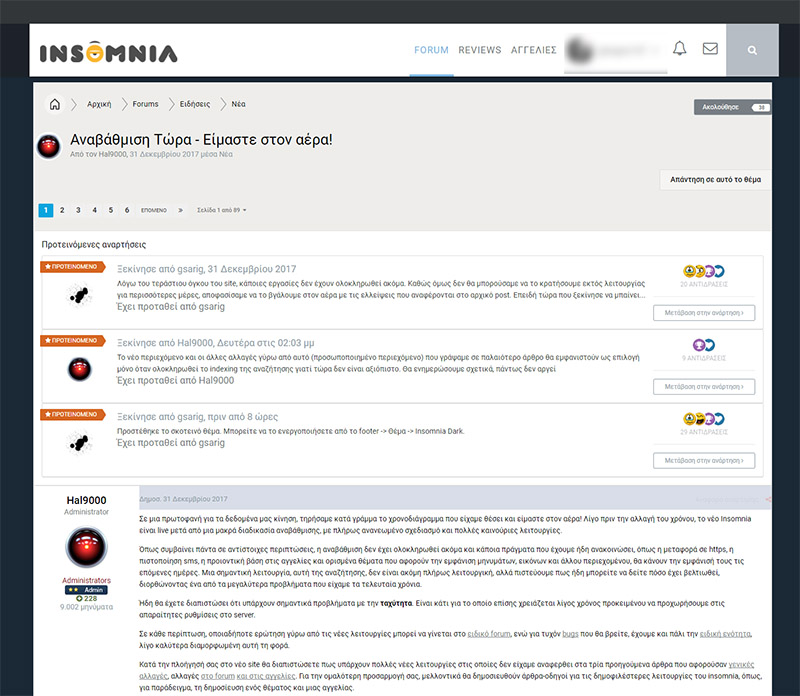 INSOMNIA
FORUM REVIEWS ΑΓΓΕΛΙΕΣ
Αρχική Forums Ειδήσεις Νέα
Ακολούθησε 38
Αναβάθμιση Τώρα - Είμαστε στον αέρα!
Από τον Hal9000, 31 Δεκεμβρίου 2017 μέσα Νέα
Απάντηση σε αυτό το θέμα
1 2 3 4 5 6 ΕΠΟΜΕΝΟ » Σελίδα 1 από 89
Προτεινόμενες αναρτήσεις
★ ΠΡΟΤΕΙΝΟΜΕΝΟ
Ξεκίνησε από gsarig, 31 Δεκεμβρίου 2017
Λόγω του τεράστιου όγκου του site, κάποιες εργασίες δεν έχουν ολοκληρωθεί ακόμα. Καθώς όμως δεν θα μπορούσαμε να το κρατήσουμε εκτός λειτουργίας
για περισσότερες μέρες, αποφασίσαμε να το βγάλουμε στον αέρα με τις ελλείψεις που αναφέρονται στο αρχικό post. Επειδή τώρα που ξεκίνησε να μπαίνει...
Έχει προταθεί από gsarig
20 ΑΝΤΙΔΡΑΣΕΙΣ
Μετάβαση στην ανάρτηση ›
★ ΠΡΟΤΕΙΝΟΜΕΝΟ
Ξεκίνησε από Hal9000, Δευτέρα στις 02:03 μμ
Το νέο περιεχόμενο και οι άλλες αλλαγές γύρω από αυτό (προσωποποιημένο περιεχόμενο) που γράψαμε σε παλαιότερο άρθρο θα εμφανιστούν ως επιλογή
μόνο όταν ολοκληρωθεί το indexing της αναζήτησης γιατί τώρα δεν είναι αξιόπιστο. Θα ενημερώσουμε σχετικά, πάντως δεν αργεί
Έχει προταθεί από Hal9000
9 ΑΝΤΙΔΡΑΣΕΙΣ
Μετάβαση στην ανάρτηση ›
★ ΠΡΟΤΕΙΝΟΜΕΝΟ
Ξεκίνησε από gsarig, πριν από 8 ώρες
Προστέθηκε το σκοτεινό θέμα. Μπορείτε να το ενεργοποιήσετε από το footer -> Θέμα -> Insomnia Dark.
Έχει προταθεί από gsarig
29 ΑΝΤΙΔΡΑΣΕΙΣ
Μετάβαση στην ανάρτηση ›
Hal9000
Administrator
Administrators
★★ Admin
228
9.002 μηνύματα
Δημοσ. 31 Δεκεμβρίου 2017
Σε μια πρωτοφανή για τα δεδομένα μας κίνηση, τηρήσαμε κατά γράμμα το χρονοδιάγραμμα που είχαμε θέσει και είμαστε στον αέρα! Λίγο πριν την αλλαγή του χρόνου, το νέο Insomnia
είναι live μετά από μια μακρά διαδικασία αναβάθμισης, με πλήρως ανανεωμένο σχεδιασμό και πολλές καινούριες λειτουργίες.
Όπως συμβαίνει πάντα σε αντίστοιχες περιπτώσεις, η αναβάθμιση δεν έχει ολοκληρωθεί ακόμα και κάποια πράγματα που έχουμε ήδη ανακοινώσει, όπως η μεταφορά σε https, η
πιστοποίηση sms, η προιοντική βάση στις αγγελίες και ορισμένα θέματα που αφορούν την εμφάνιση μηνυμάτων, εικόνων και άλλου περιεχομένου, θα κάνουν την εμφάνισή τους τις
επόμενες ημέρες. Μια σημαντική λειτουργία, αυτή της αναζήτησης, δεν είναι ακόμη πλήρως λειτουργική, αλλά πιστεύουμε πως ήδη μπορείτε να δείτε πόσο έχει βελτιωθεί,
διορθώνοντας ένα από τα μεγαλύτερα προβλήματα που είχαμε τα τελευταία χρόνια.
Ήδη θα έχετε διαπιστώσει ότι υπάρχουν σημαντικά προβλήματα με την ταχύτητα. Είναι κάτι για το οποίο επίσης χρειάζεται λίγος χρόνος προκειμένου να προχωρήσουμε στις
απαραίτητες ρυθμίσεις στο server.
Σε κάθε περίπτωση, οποιαδήποτε ερώτηση γύρω από τις νέες λειτουργίες μπορεί να γίνεται στο ειδικό forum, ενώ για τυχόν bugs που θα βρείτε, έχουμε και πάλι την ειδική ενότητα,
λίγο καλύτερα διαμορφωμένη αυτή τη φορά.
Κατά την πλοήγησή σας στο νέο site θα διαπιστώσετε πως υπάρχουν πολλές νεες λειτουργίες στις οποίες δεν είχαμε αναφερθει στα τρία προηγούμενα άρθρα που αφορούσαν γενικές
αλλαγές, αλλαγές στο forum και στις αγγελίες. Για την ομαλότερη προσαρμογή σας, μελλοντικά θα δημοσιευθούν άρθρα-οδηγοί για τις δημοφιλέστερες λειτουργίες του insomnia, όπως,
για παράδειγμα, τη δημοσίευση ενός θέματος και μιας αγγελίας.